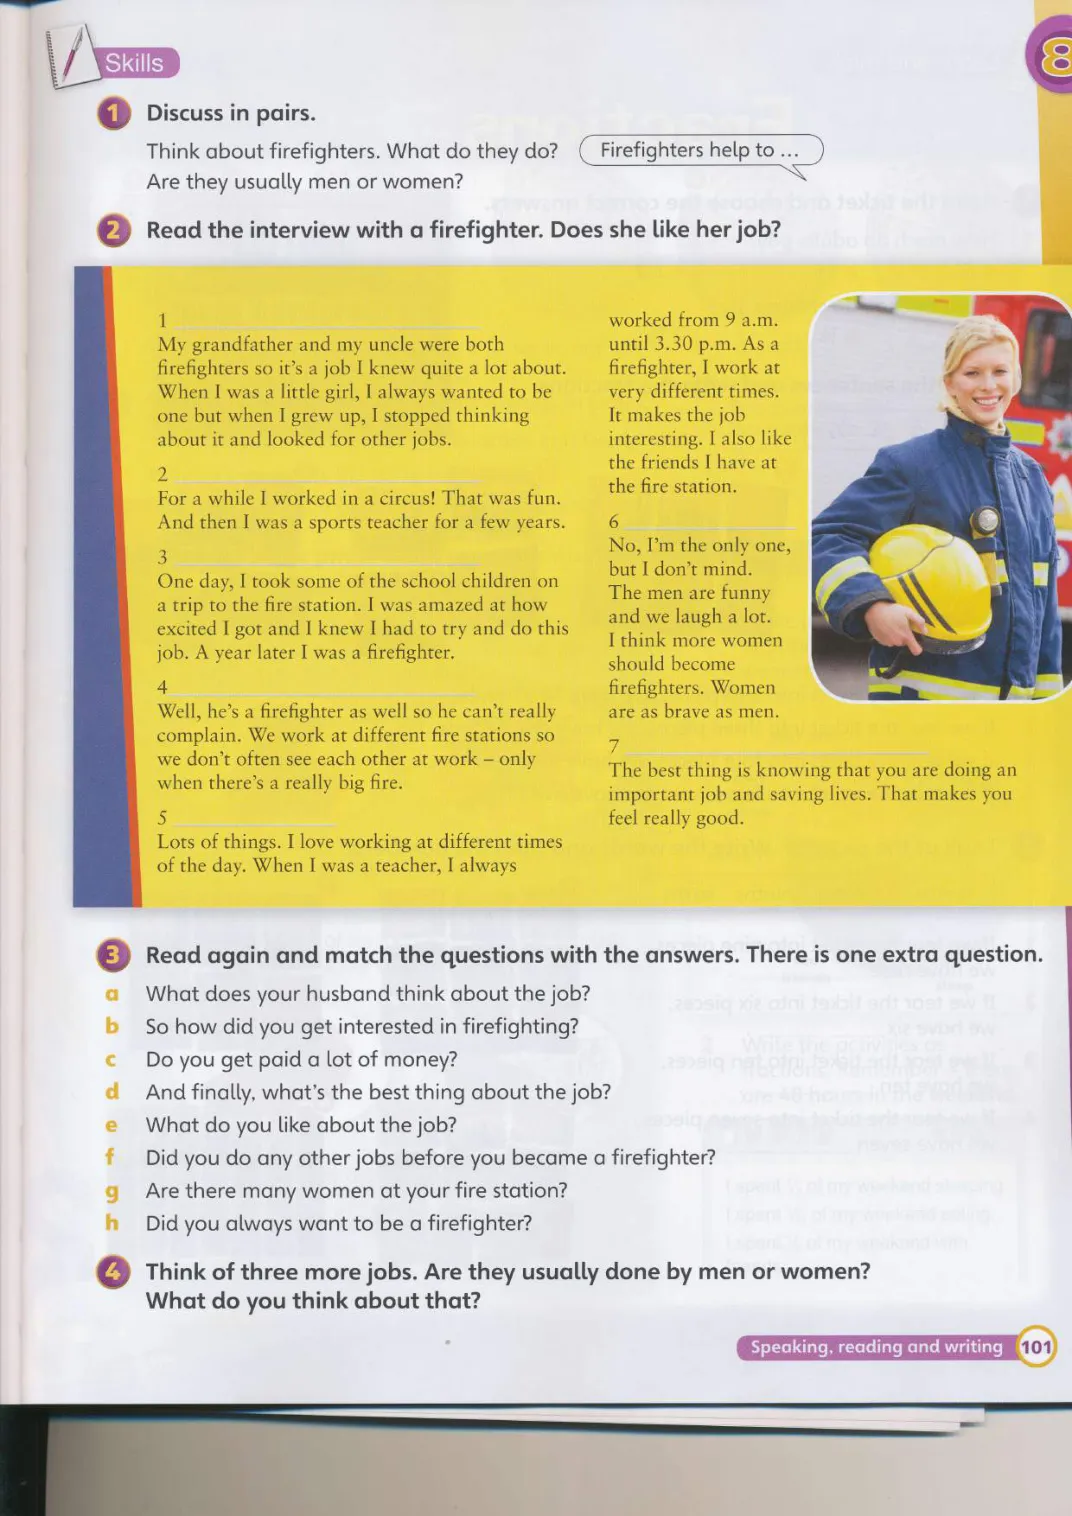 Skills
8
1 Discuss in pairs.
Think about firefighters. What do they do?
Firefighters help to ...
Are they usually men or women?
2 Read the interview with a firefighter. Does she like her job?
1
My grandfather and my uncle were both
firefighters so it's a job I knew quite a lot about.
When I was a little girl, I always wanted to be
one but when I grew up, I stopped thinking
about it and looked for other jobs.
2
For a while I worked in a circus! That was fun.
And then I was a sports teacher for a few years.
3
One day, I took some of the school children on
a trip to the fire station. I was amazed at how
excited I got and I knew I had to try and do this
job. A year later I was a firefighter.
4
Well, he's a firefighter as well so he can't really
complain. We work at different fire stations so
we don't often see each other at work – only
when there's a really big fire.
5
Lots of things. I love working at different times
of the day. When I was a teacher, I always
worked from 9 a.m.
until 3.30 p.m. As a
firefighter, I work at
very different times.
It makes the job
interesting. I also like
the friends I have at
the fire station.
6
No, I'm the only one,
but I don't mind.
The men are funny
and we laugh a lot.
I think more women
should become
firefighters. Women
are as brave as men.
7
The best thing is knowing that you are doing an
important job and saving lives. That makes you
feel really good.
3 Read again and match the questions with the answers. There is one extra question.
a What does your husband think about the job?
b So how did you get interested in firefighting?
c Do you get paid a lot of money?
d And finally, what's the best thing about the job?
e What do you like about the job?
f Did you do any other jobs before you became a firefighter?
g Are there many women at your fire station?
h Did you always want to be a firefighter?
4 Think of three more jobs. Are they usually done by men or women?
What do you think about that?
Speaking, reading and writing 101